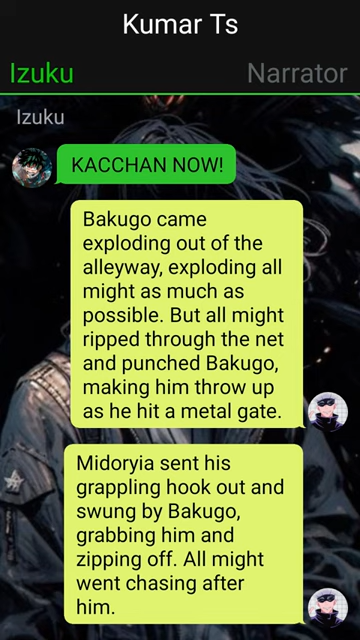 Kumar Ts
Izuku Narrator
Izuku
KACCHAN NOW!
Bakugo came
exploding out of the
alleyway, exploding all
might as much as
possible. But all might
ripped through the net
and punched Bakugo,
making him throw up
as he hit a metal gate.
Midoryia sent his
grappling hook out and
swung by Bakugo,
grabbing him and
zipping off. All might
went chasing after
him.